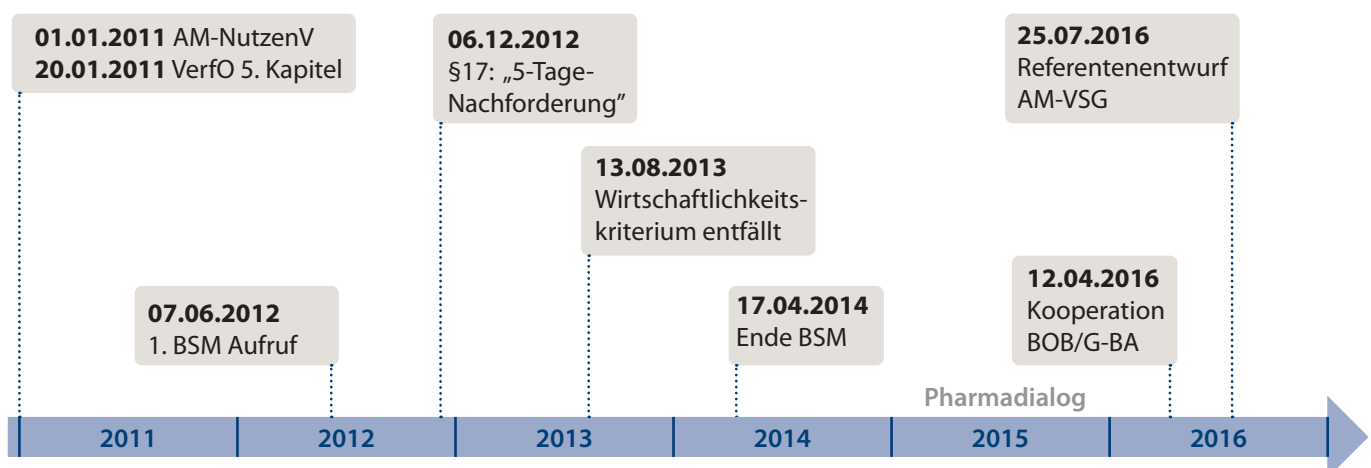 01.01.2011 AM-NutzenV
20.01.2011 VerfO 5. Kapitel
06.12.2012
§17: „5-Tage-
Nachforderung”
25.07.2016
Referentenentwurf
AM-VSG
13.08.2013
Wirtschaftlichkeits-
kriterium entfällt
07.06.2012
1. BSM Aufruf
17.04.2014
Ende BSM
12.04.2016
Kooperation
BOB/G-BA
Pharmadialog
2011 2012 2013 2014 2015 2016